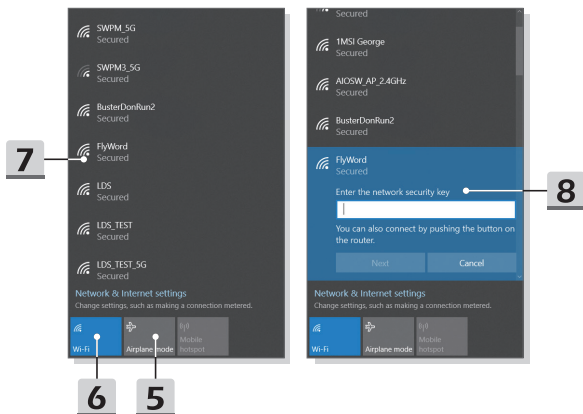 SWPM_5G
Secured
SWPM3_5G
Secured
BusterDonRun2
Secured
FlyWord
Secured
LDS
Secured
LDS_TEST
Secured
LDS_TEST_5G
Secured
Network & Internet settings
Change settings, such as making a connection metered.
Wi-Fi
Airplane mode
Mobile
hotspot
7
6
5
Secured
1MSI George
Secured
AIOSW_AP_2.4GHz
Secured
BusterDonRun2
Secured
FlyWord
Secured
Enter the network security key
You can also connect by pushing the button on
the router.
Next Cancel
Network & Internet settings
Change settings, such as making a connection metered.
Wi-Fi
Airplane mode
Mobile
hotspot
8